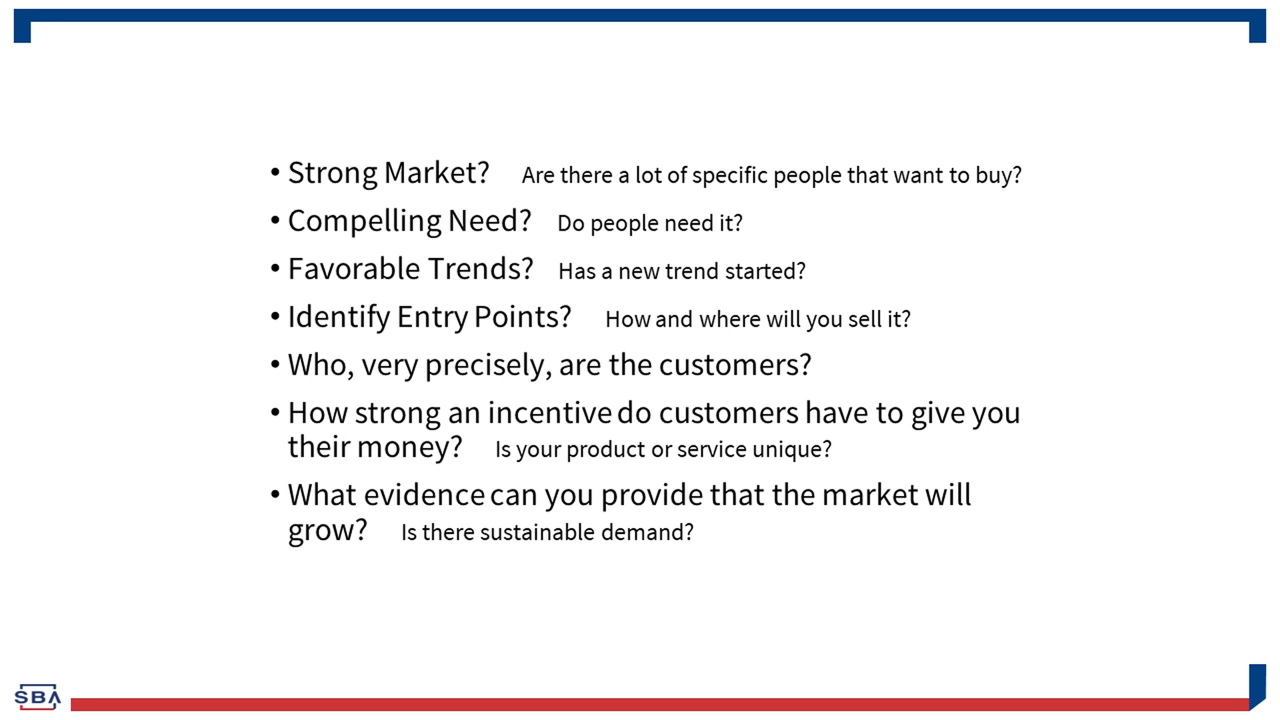 • Strong Market? Are there a lot of specific people that want to buy?
• Compelling Need? Do people need it?
• Favorable Trends? Has a new trend started?
• Identify Entry Points? How and where will you sell it?
• Who, very precisely, are the customers?
• How strong an incentive do customers have to give you
their money? Is your product or service unique?
• What evidence can you provide that the market will
grow? Is there sustainable demand?
SBA